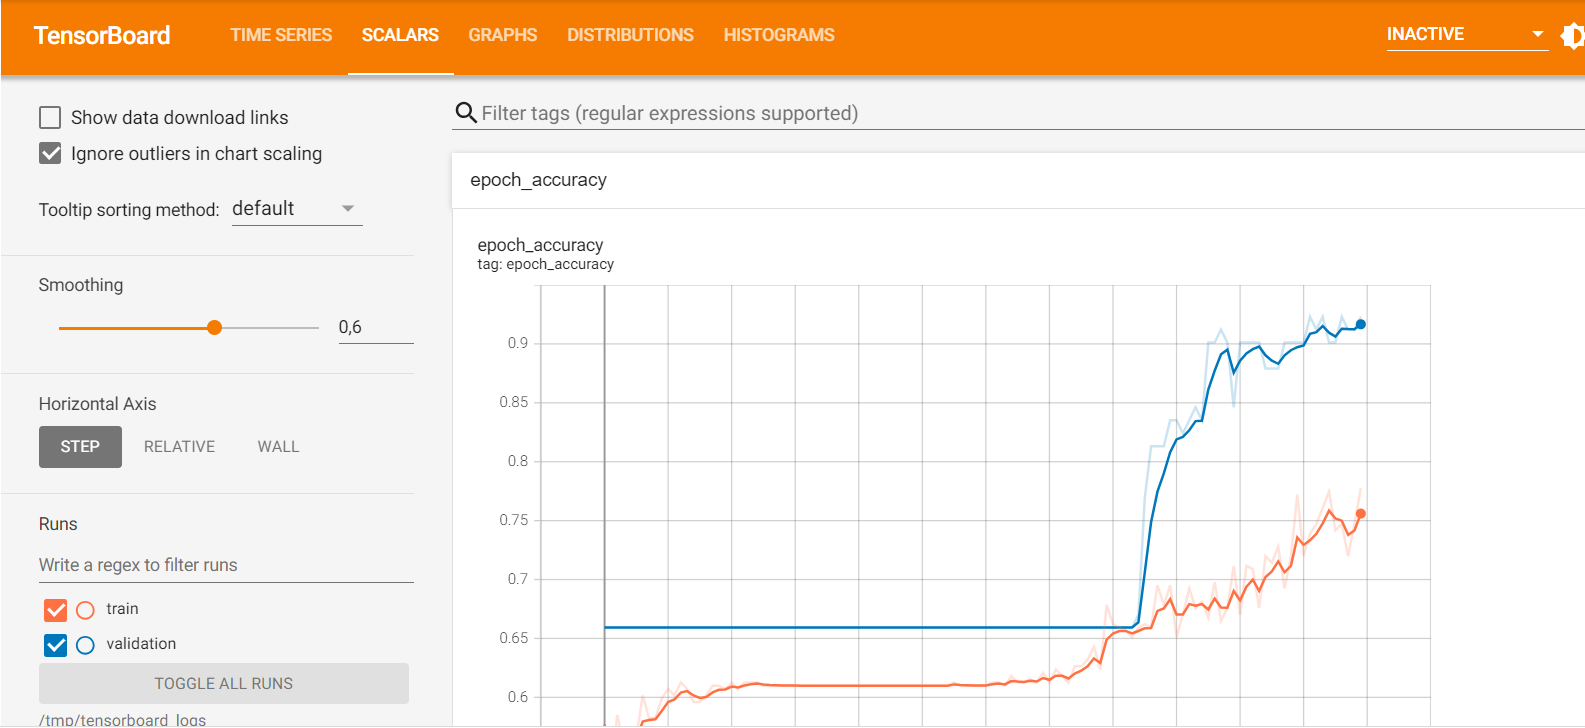 TensorBoard TIME SERIES SCALARS GRAPHS DISTRIBUTIONS HISTOGRAMS INACTIVE
Show data download links
Ignore outliers in chart scaling
Tooltip sorting method: default
Smoothing
0,6
Horizontal Axis
STEP RELATIVE WALL
Runs
Write a regex to filter runs
train
validation
TOGGLE ALL RUNS
/tmp/tensorboard_logs
Filter tags (regular expressions supported)
epoch_accuracy
epoch_accuracy
tag: epoch_accuracy
0.9
0.85
0.8
0.75
0.7
0.65
0.6